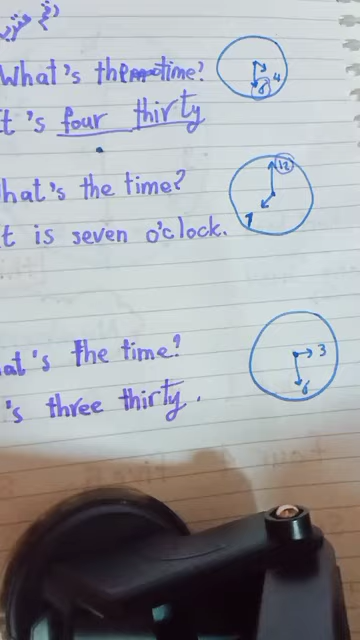 What's the time?
6 4
t's four thirty
12
hat's the time?
7
t is seven o'clock.
at's the time?
3
's three thirty.
6